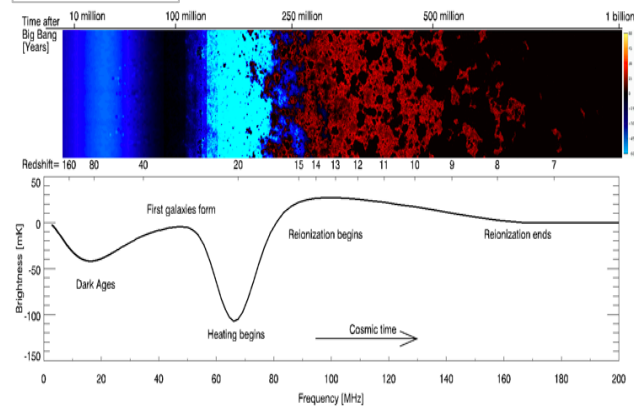 Time after 10 million 100 million 250 million 500 million 1 billion
Big Bang
[Years]
Redshift= 160 80 40 20 15 14 13 12 11 10 9 8 7
50
0
-50
-100
-150
Brightness [mK]
First galaxies form
Reionization begins
Reionization ends
Dark Ages
Heating begins
Cosmic time
0 20 40 60 80 100 120 140 160 180 200
Frequency [MHz]